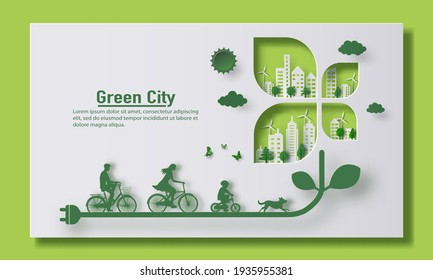 Green City
Lorem ipsum dolor sit amet, consectetur adipiscing elit, sed do eiusmod tempor incididunt ut labore et dolore magna aliqua.
shutterstock.com · 1935955381